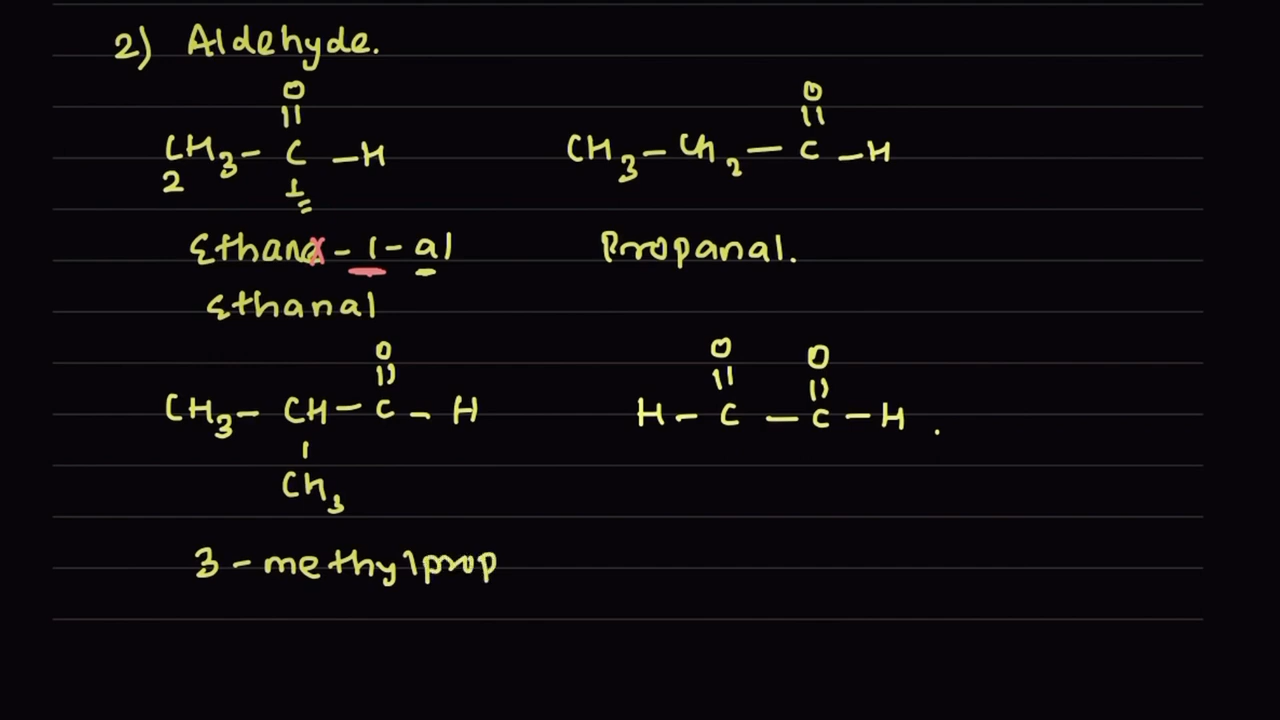 2) Aldehyde.
O O
|| ||
CH3 – C – H CH3 – CH2 – C – H
2 1
Ethane – 1 – al Propanal.
Ethanal
O O O
|| || ||
CH3 – CH – C – H H – C – C – H .
|
CH3
3 – methylprop